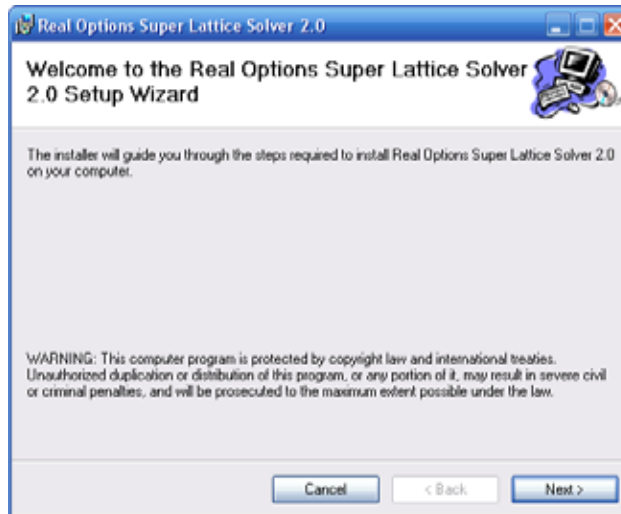 Real Options Super Lattice Solver 2.0
Welcome to the Real Options Super Lattice Solver
2.0 Setup Wizard
The installer will guide you through the steps required to install Real Options Super Lattice Solver 2.0
on your computer.
WARNING: This computer program is protected by copyright law and international treaties.
Unauthorized duplication or distribution of this program, or any portion of it, may result in severe civil
or criminal penalties, and will be prosecuted to the maximum extent possible under the law.
Cancel < Back Next >